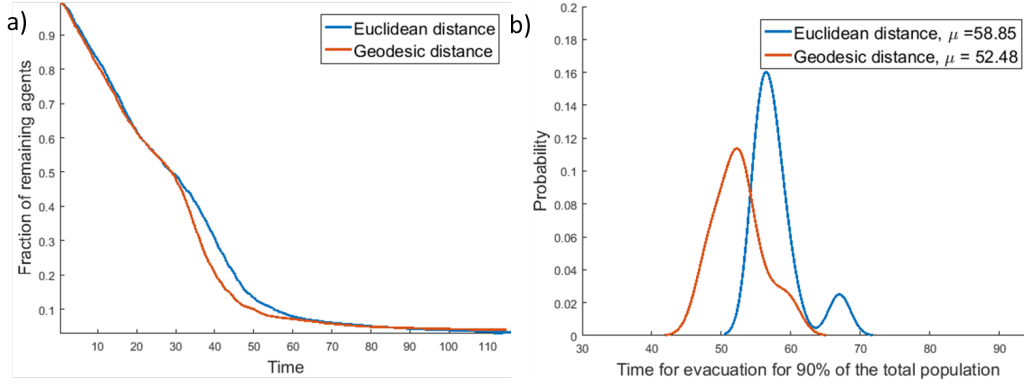 a)
Euclidean distance
Geodesic distance
Fraction of remaining agents
0.9
0.8
0.7
0.6
0.5
0.4
0.3
0.2
0.1
10 20 30 40 50 60 70 80 90 100 110
Time
b)
Euclidean distance, μ =58.85
Geodesic distance, μ = 52.48
Probability
0.2
0.18
0.16
0.14
0.12
0.1
0.08
0.06
0.04
0.02
0
30 40 50 60 70 80 90
Time for evacuation for 90% of the total population